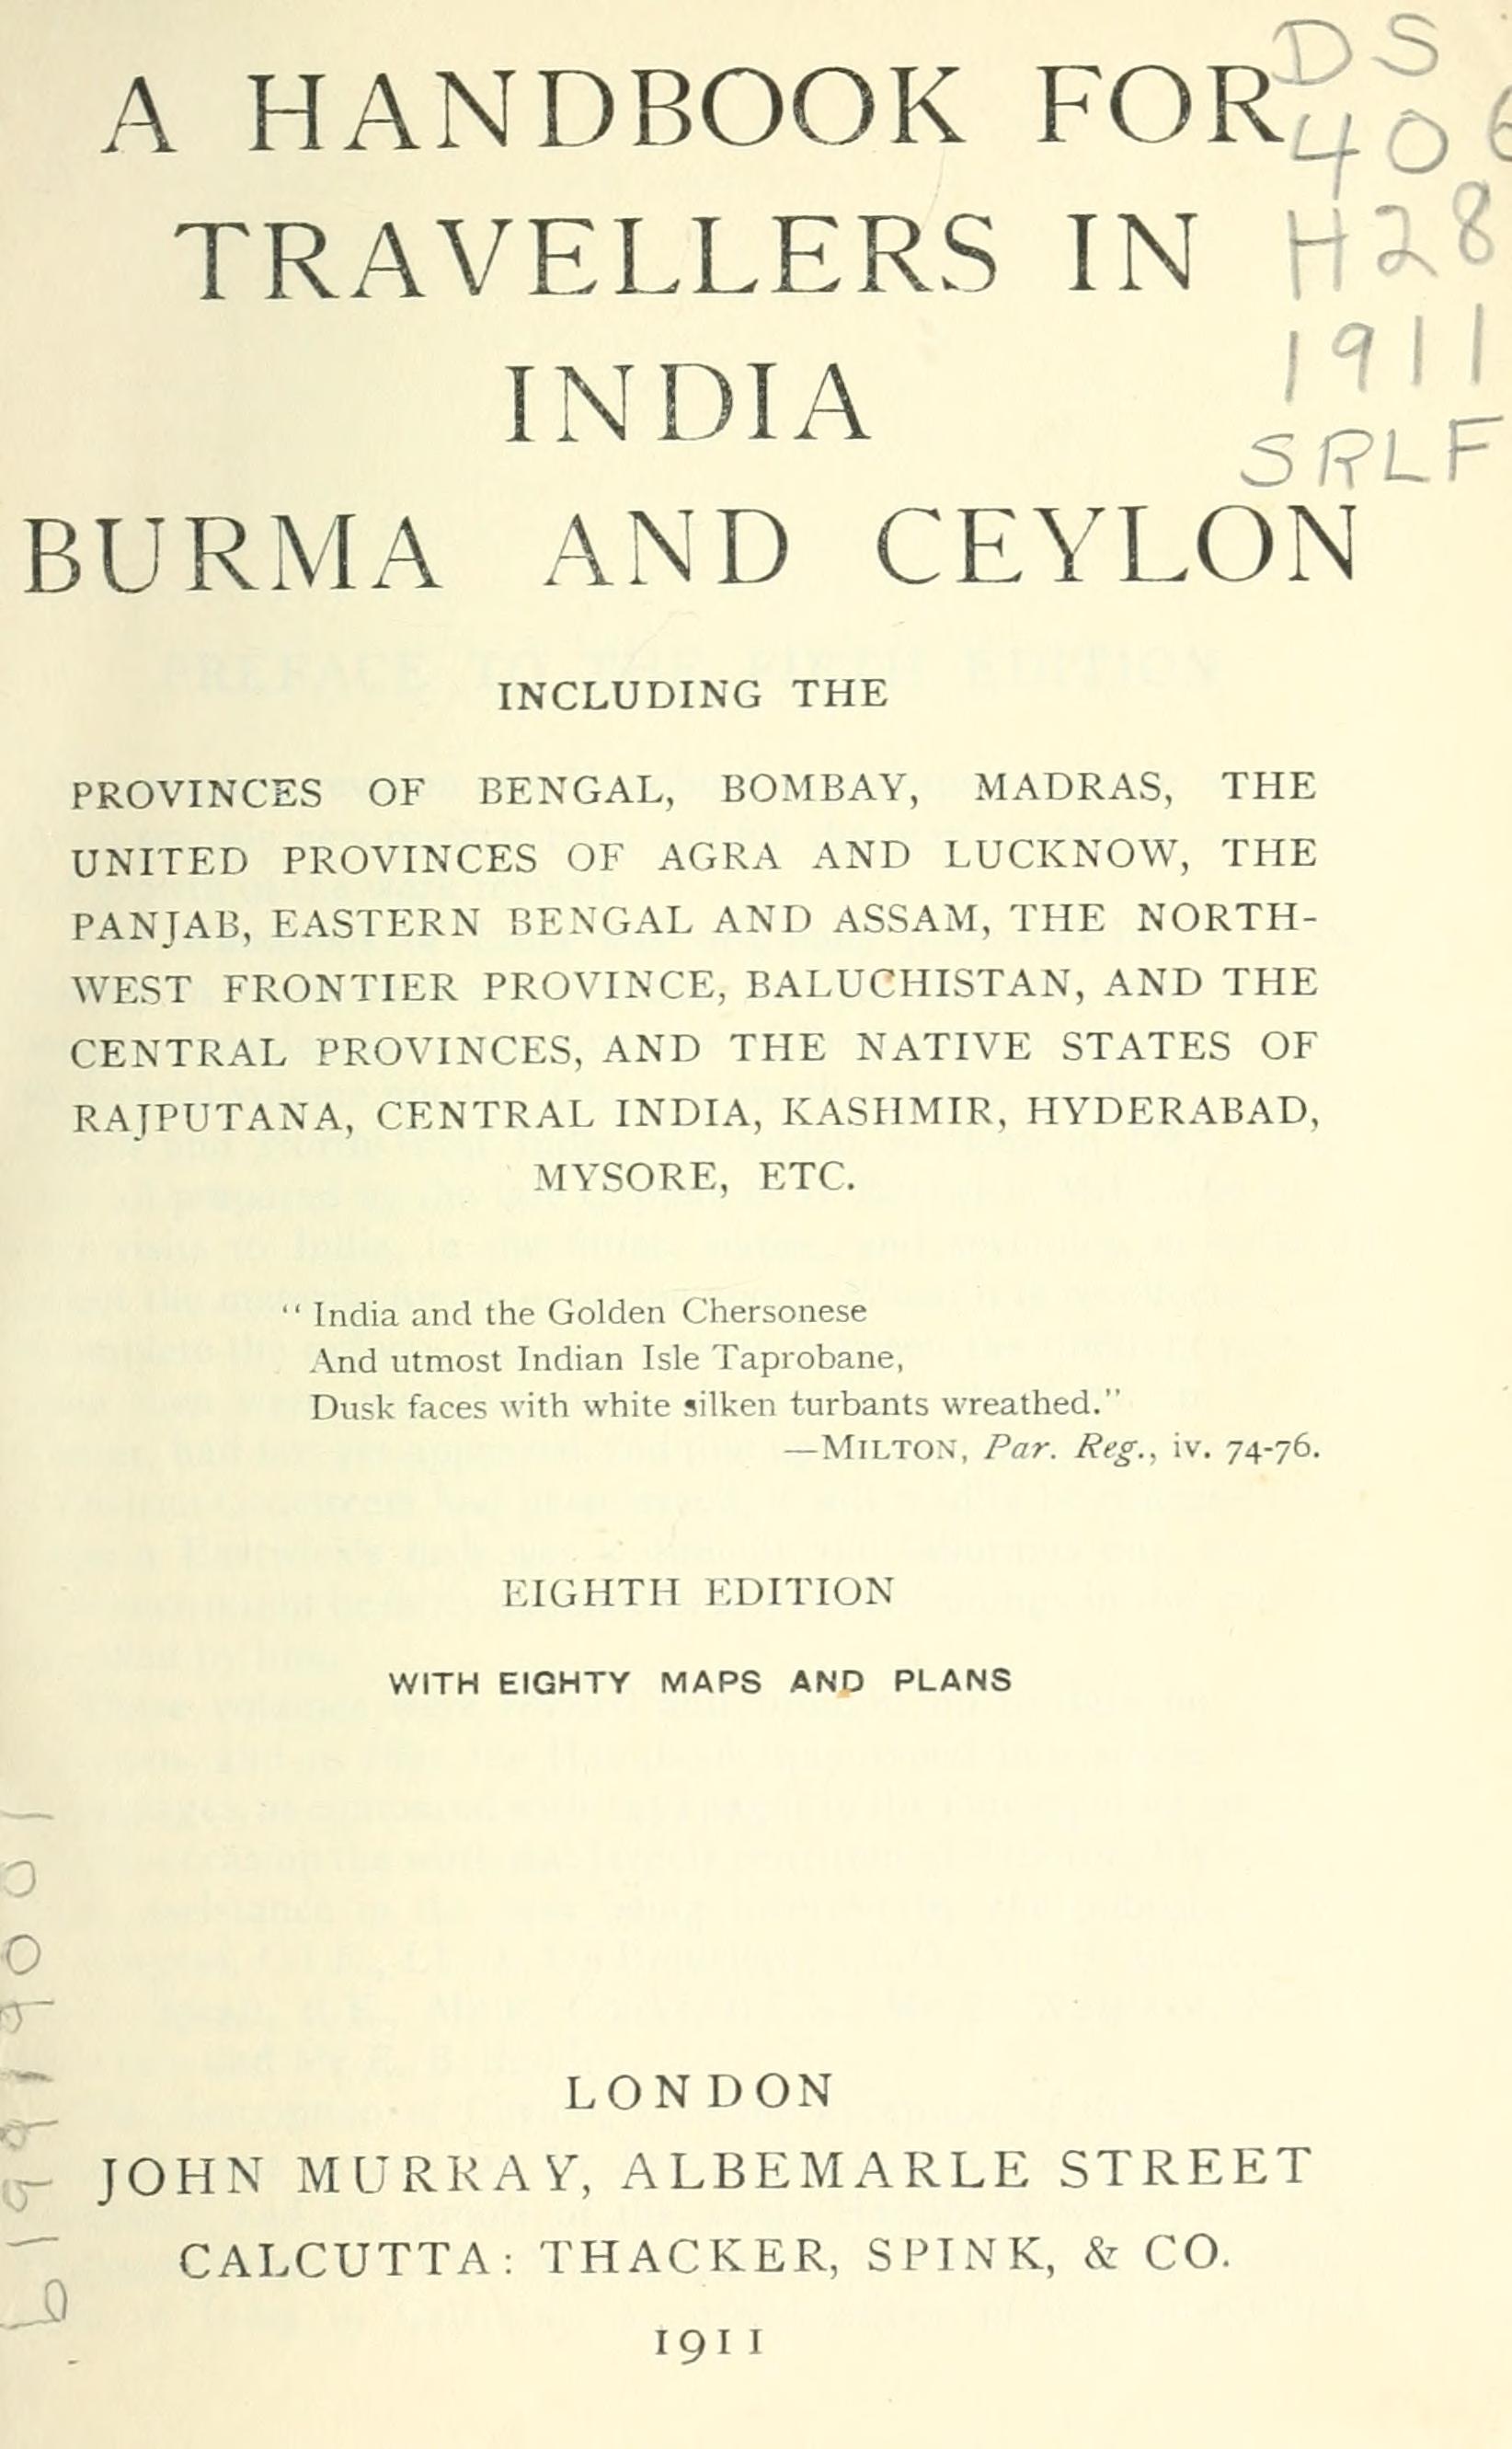 A HANDBOOK FOR
TRAVELLERS IN
INDIA
BURMA AND CEYLON
DS
406
H28
1911
SRLF
INCLUDING THE
PROVINCES OF BENGAL, BOMBAY, MADRAS, THE
UNITED PROVINCES OF AGRA AND LUCKNOW, THE
PANJAB, EASTERN BENGAL AND ASSAM, THE NORTH-
WEST FRONTIER PROVINCE, BALUCHISTAN, AND THE
CENTRAL PROVINCES, AND THE NATIVE STATES OF
RAJPUTANA, CENTRAL INDIA, KASHMIR, HYDERABAD,
MYSORE, ETC.
"India and the Golden Chersonese
And utmost Indian Isle Taprobane,
Dusk faces with white silken turbants wreathed."
—MILTON, Par. Reg., iv. 74-76.
EIGHTH EDITION
WITH EIGHTY MAPS AND PLANS
LONDON
JOHN MURRAY, ALBEMARLE STREET
CALCUTTA: THACKER, SPINK, & CO.
1911